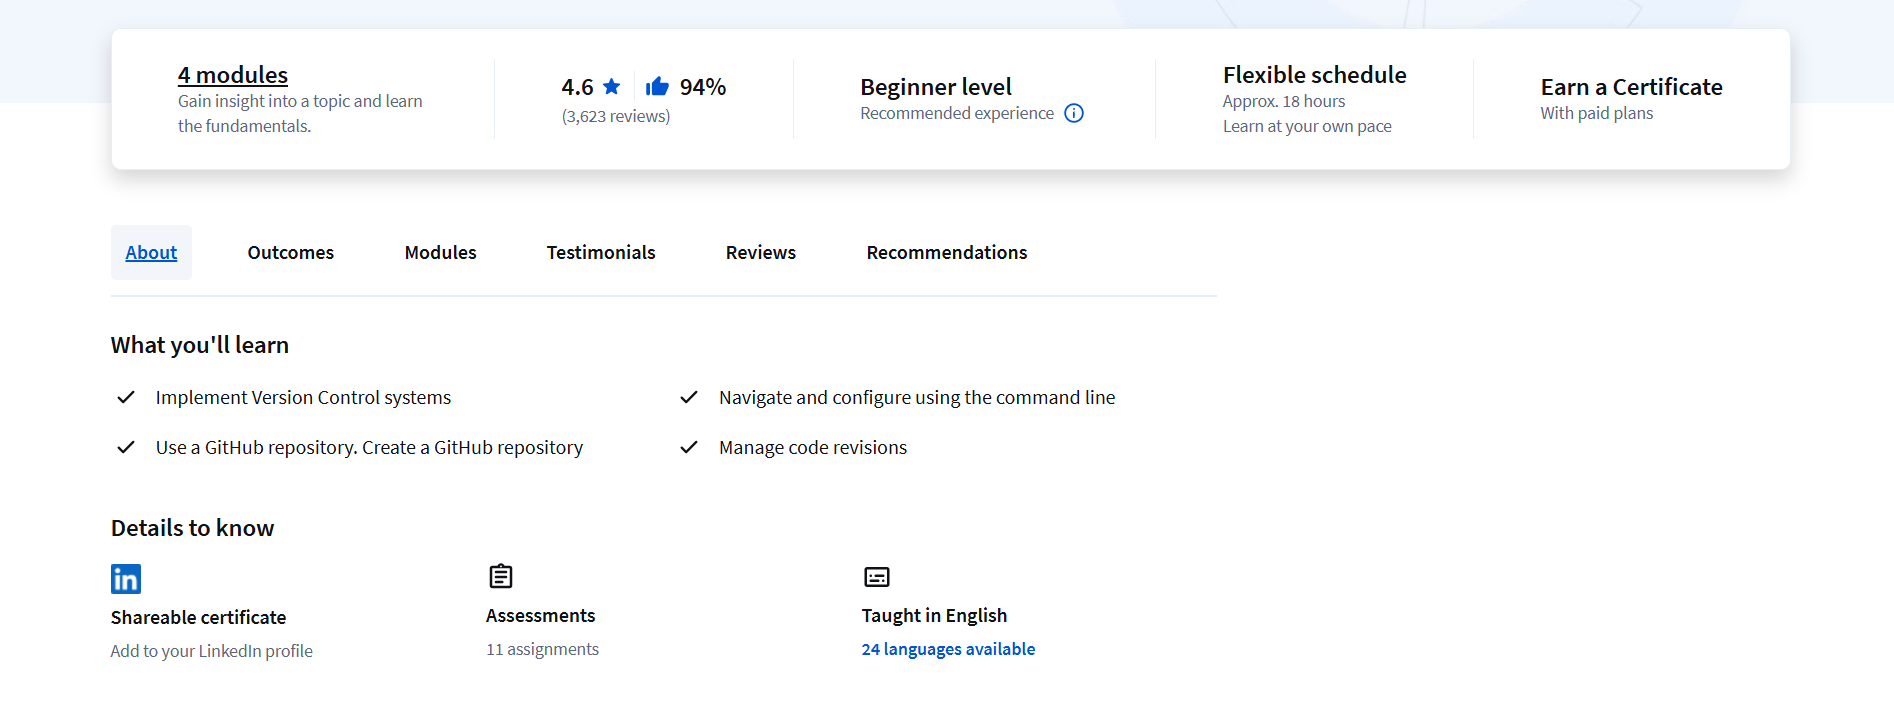 4 modules
Gain insight into a topic and learn
the fundamentals.
4.6 94%
(3,623 reviews)
Beginner level
Recommended experience
Flexible schedule
Approx. 18 hours
Learn at your own pace
Earn a Certificate
With paid plans
About Outcomes Modules Testimonials Reviews Recommendations
What you'll learn
Implement Version Control systems
Navigate and configure using the command line
Use a GitHub repository. Create a GitHub repository
Manage code revisions
Details to know
in
Shareable certificate
Add to your LinkedIn profile
Assessments
11 assignments
Taught in English
24 languages available